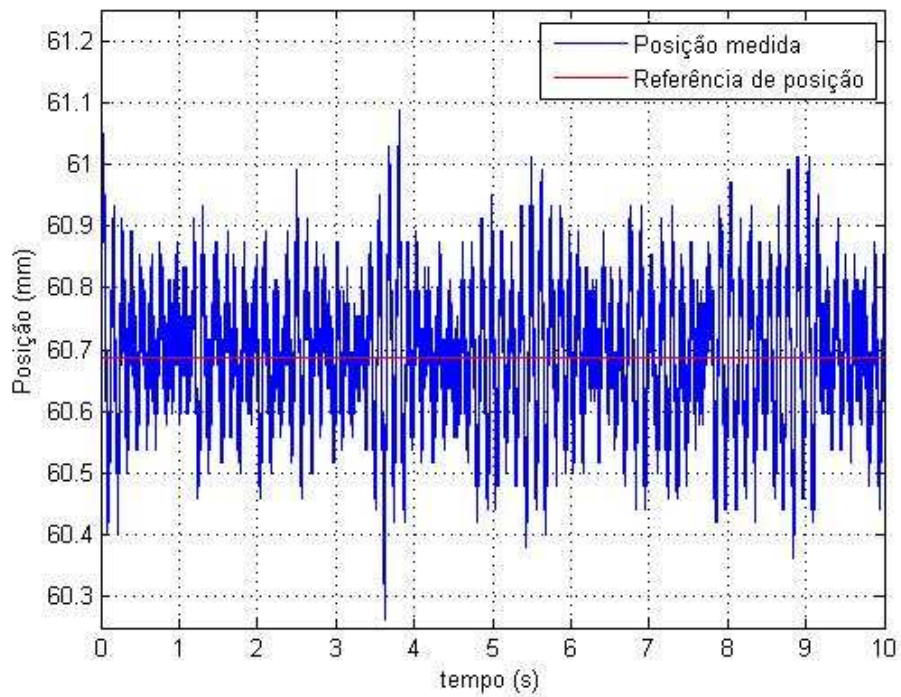 61.2
61.1
61
60.9
60.8
60.7
60.6
60.5
60.4
60.3
Posição (mm)
Posição medida
Referência de posição
0 1 2 3 4 5 6 7 8 9 10
tempo (s)